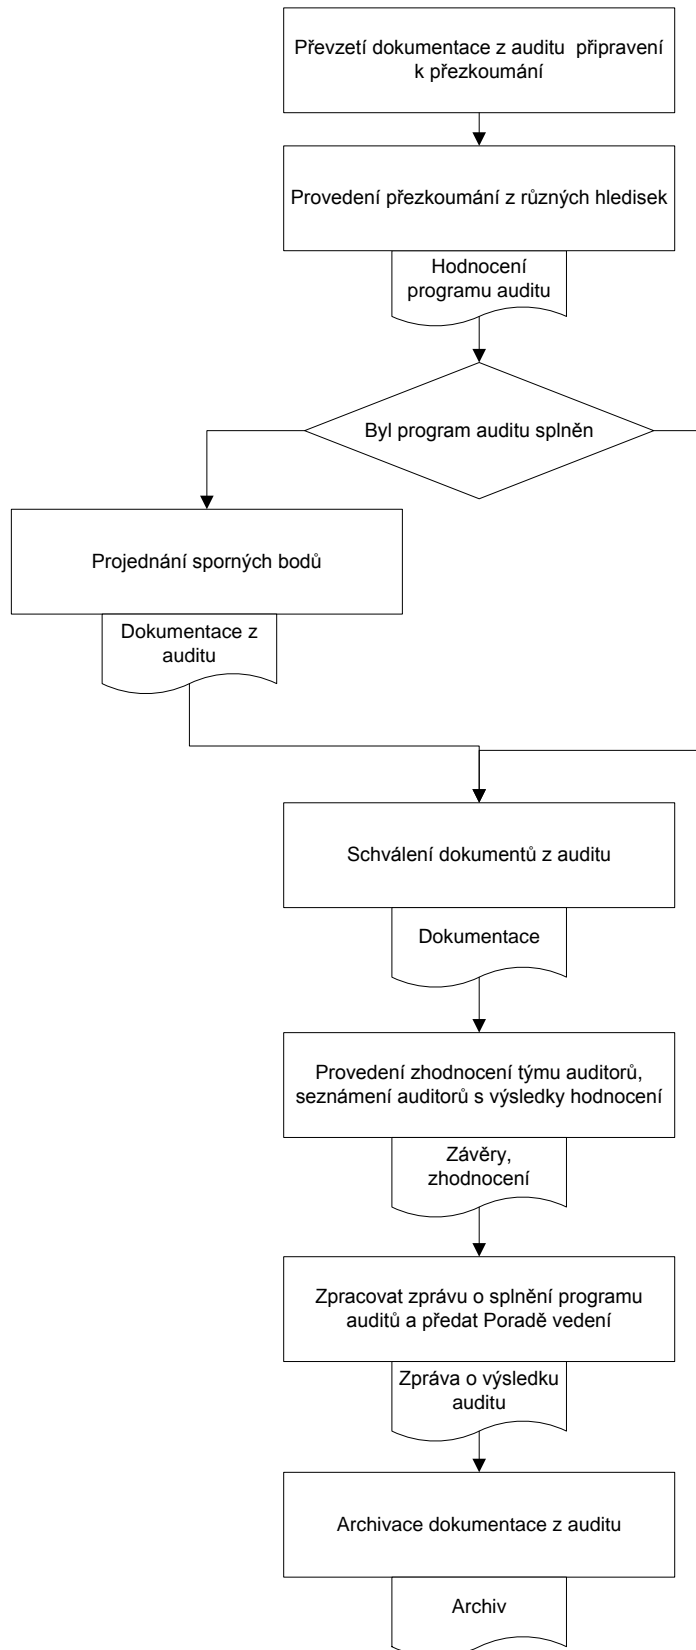 Převzetí dokumentace z auditu  připravení
k přezkoumání
Provedení přezkoumání z různých hledisek
Hodnocení
programu auditu
Byl program auditu splněn
Projednání sporných bodů
Dokumentace z
auditu
Schválení dokumentů z auditu
Dokumentace
Provedení zhodnocení týmu auditorů,
seznámení auditorů s výsledky hodnocení
Závěry,
zhodnocení
Zpracovat zprávu o splnění programu
auditů a předat Poradě vedení
Zpráva o výsledku
auditu
Archivace dokumentace z auditu
Archiv